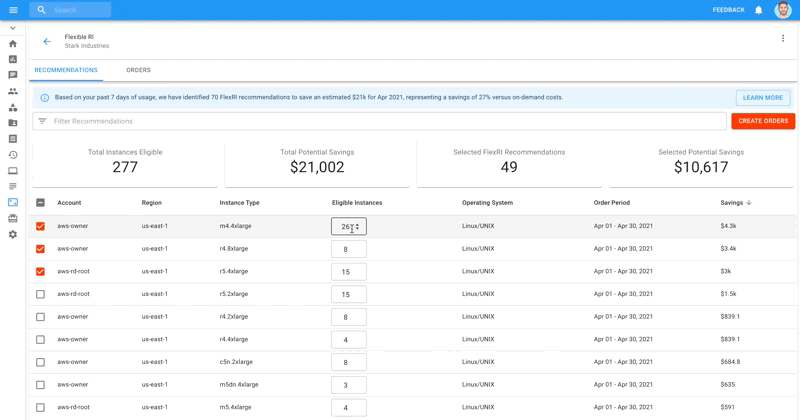 Search
FEEDBACK
Flexible RI
Stark Industries
RECOMMENDATIONS ORDERS
Based on your past 7 days of usage, we have identified 70 FlexRI recommendations to save an estimated $21k for Apr 2021, representing a savings of 27% versus on-demand costs.
LEARN MORE
Filter Recommendations
CREATE ORDERS
Total Instances Eligible Total Potential Savings Selected FlexRI Recommendations Selected Potential Savings
277 $21,002 49 $10,617
Account Region Instance Type Eligible Instances Operating System Order Period Savings
aws-owner us-east-1 m4.4xlarge 26 Linux/UNIX Apr 01 - Apr 30, 2021 $4.3k
aws-owner us-east-1 r4.8xlarge 8 Linux/UNIX Apr 01 - Apr 30, 2021 $3.4k
aws-rd-root us-east-1 r5.4xlarge 15 Linux/UNIX Apr 01 - Apr 30, 2021 $3k
aws-rd-root us-east-1 r5.2xlarge 15 Linux/UNIX Apr 01 - Apr 30, 2021 $1.5k
aws-owner us-east-1 r4.2xlarge 8 Linux/UNIX Apr 01 - Apr 30, 2021 $839.1
aws-owner us-east-1 r4.4xlarge 4 Linux/UNIX Apr 01 - Apr 30, 2021 $839.1
aws-owner us-east-1 c5n.2xlarge 8 Linux/UNIX Apr 01 - Apr 30, 2021 $684.8
aws-owner us-east-1 m5dn.4xlarge 3 Linux/UNIX Apr 01 - Apr 30, 2021 $635
aws-rd-root us-east-1 m5.4xlarge 4 Linux/UNIX Apr 01 - Apr 30, 2021 $591